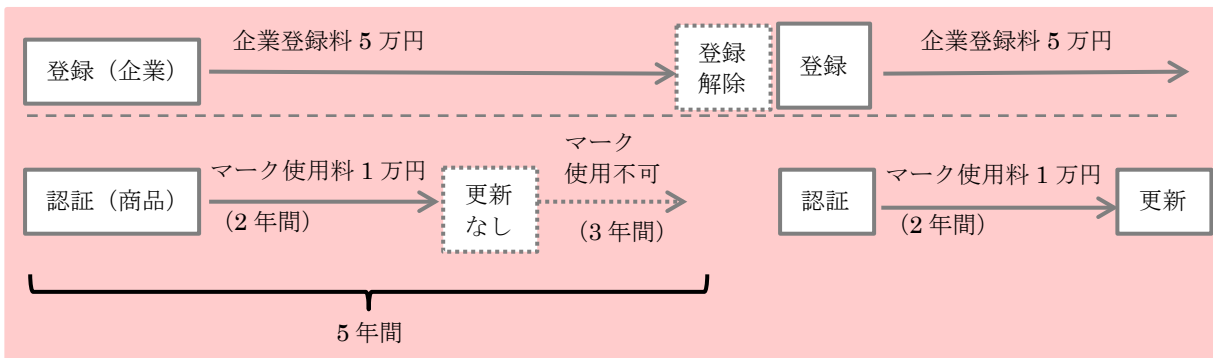 企業登録料 5 万円
登録（企業）
登録
解除
登録
企業登録料 5 万円
認証（商品）
マーク使用料 1 万円
（2 年間）
更新
なし
マーク
使用不可
（3 年間）
認証
マーク使用料 1 万円
（2 年間）
更新
5 年間